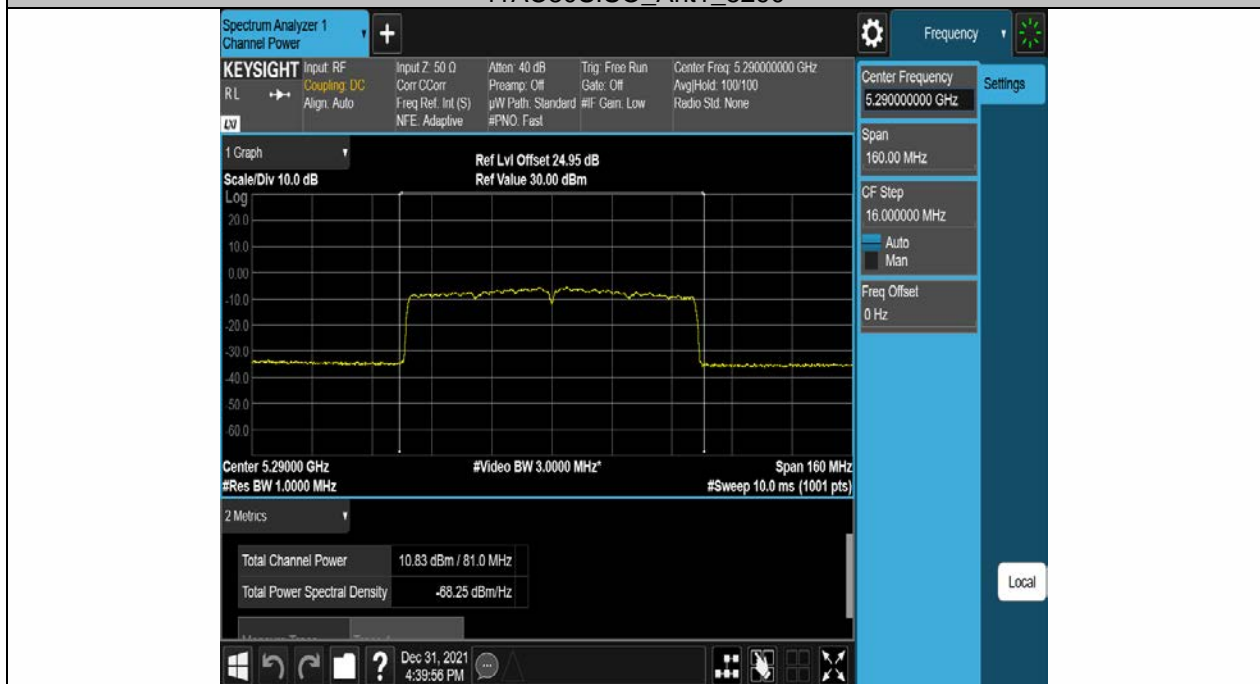 Spectrum Analyzer 1
Channel Power
Frequency
KEYSIGHT
RL
LXI
Input: RF
Coupling: DC
Align: Auto
Input Z: 50 Ω
Corr CCorr
Freq Ref: Int (S)
NFE: Adaptive
Atten: 40 dB
Preamp: Off
µW Path: Standard
#PNO: Fast
Trig: Free Run
Gate: Off
#IF Gain: Low
Center Freq: 5.290000000 GHz
Avg|Hold: 100/100
Radio Std: None
Center Frequency
5.290000000 GHz
Settings
Span
160.00 MHz
CF Step
16.000000 MHz
Auto
Man
Freq Offset
0 Hz
Local
1 Graph
Scale/Div 10.0 dB
Ref Lvl Offset 24.95 dB
Ref Value 30.00 dBm
Log
20.0
10.0
0.00
-10.0
-20.0
-30.0
-40.0
-50.0
-60.0
Center 5.29000 GHz
#Video BW 3.0000 MHz*
Span 160 MHz
#Res BW 1.0000 MHz
#Sweep 10.0 ms (1001 pts)
2 Metrics
Total Channel Power 10.83 dBm / 81.0 MHz
Total Power Spectral Density -68.25 dBm/Hz
?
Dec 31, 2021
4:39:56 PM